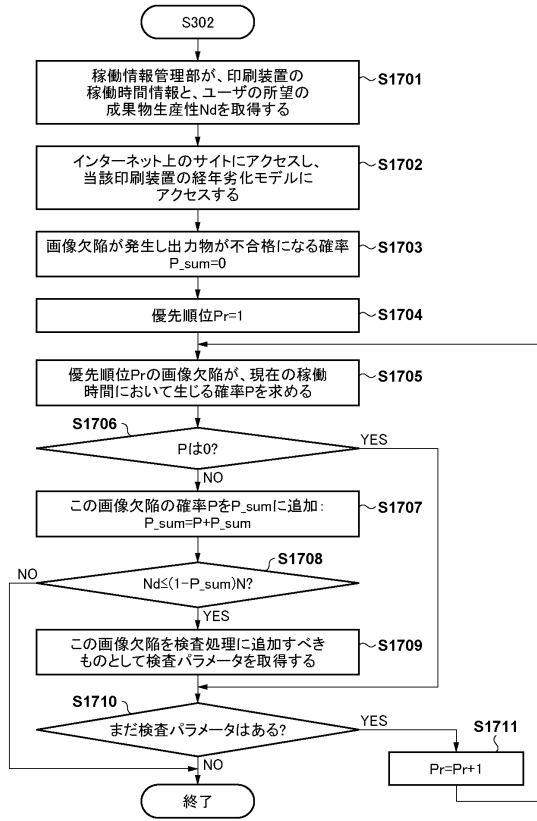 S302
稼働情報管理部が、印刷装置の
稼働時間情報と、ユーザの所望の
成果物生産性Ndを取得する
S1701
インターネット上のサイトにアクセスし、
当該印刷装置の経年劣化モデルに
アクセスする
S1702
画像欠陥が発生し出力物が不合格になる確率
P_sum=0
S1703
優先順位Pr=1
S1704
優先順位Prの画像欠陥が、現在の稼働
時間において生じる確率Pを求める
S1705
S1706
Pは0?
YES
NO
この画像欠陥の確率PをP_sumに追加:
P_sum=P+P_sum
S1707
S1708
NO
Nd≤(1-P_sum)N?
YES
この画像欠陥を検査処理に追加すべき
ものとして検査パラメータを取得する
S1709
S1710
まだ検査パラメータはある?
YES
S1711
Pr=Pr+1
NO
終了